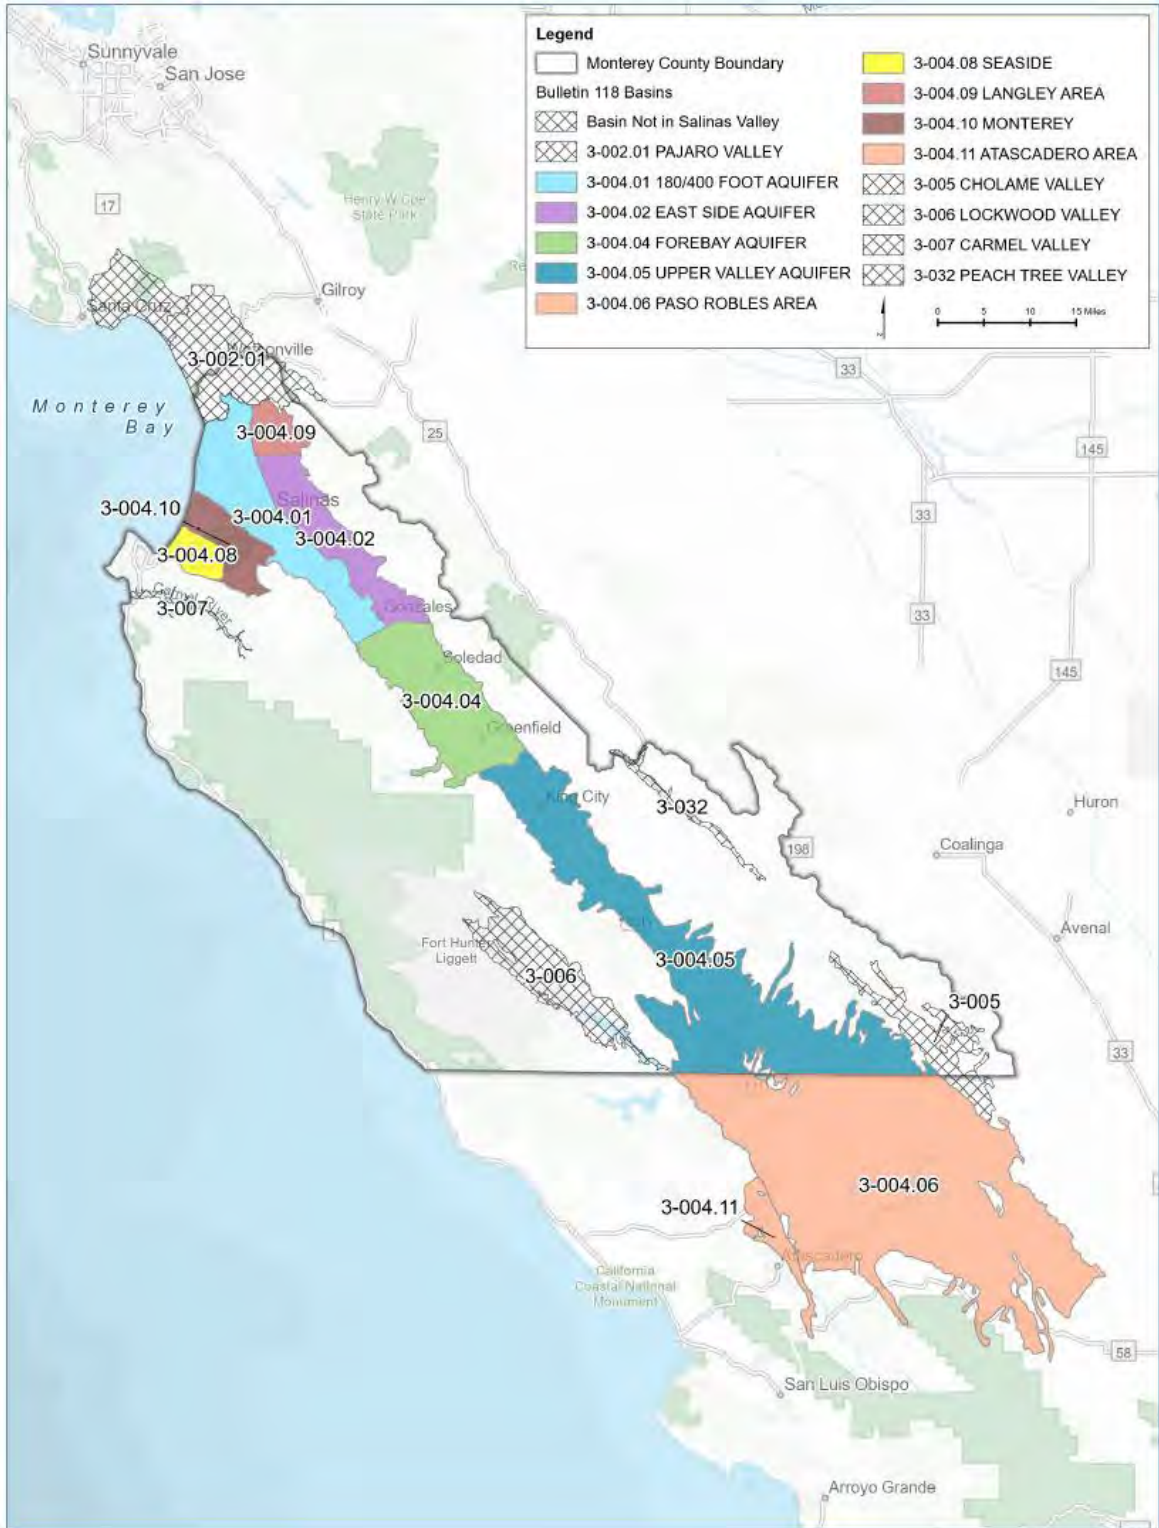 Sunnyvale
San Jose
17
Henry W Coe
State Park
Gilroy
Santa Cruz
Legend
Monterey County Boundary
Bulletin 118 Basins
Basin Not in Salinas Valley
3-002.01 PAJARO VALLEY
3-004.01 180/400 FOOT AQUIFER
3-004.02 EAST SIDE AQUIFER
3-004.04 FOREBAY AQUIFER
3-004.05 UPPER VALLEY AQUIFER
3-004.06 PASO ROBLES AREA
3-004.08 SEASIDE
3-004.09 LANGLEY AREA
3-004.10 MONTEREY
3-004.11 ATASCADERO AREA
3-005 CHOLAME VALLEY
3-006 LOCKWOOD VALLEY
3-007 CARMEL VALLEY
3-032 PEACH TREE VALLEY
0 5 10 15 Miles
3-002.01
33
Monterey
Bay
3-004.09
25
145
Salinas
3-004.10
3-004.01
33
3-004.02
3-004.08
Carmel River
3-007
Gonzales
33
Soledad
145
3-004.04
Greenfield
King City
3-032
Huron
198
Coalinga
1
Avenal
Fort Hunter
Liggett
3-006
3-004.05
3-005
33
3-004.06
3-004.11
Atascadero
California
Coastal National
Monument
58
San Luis Obispo
Arroyo Grande